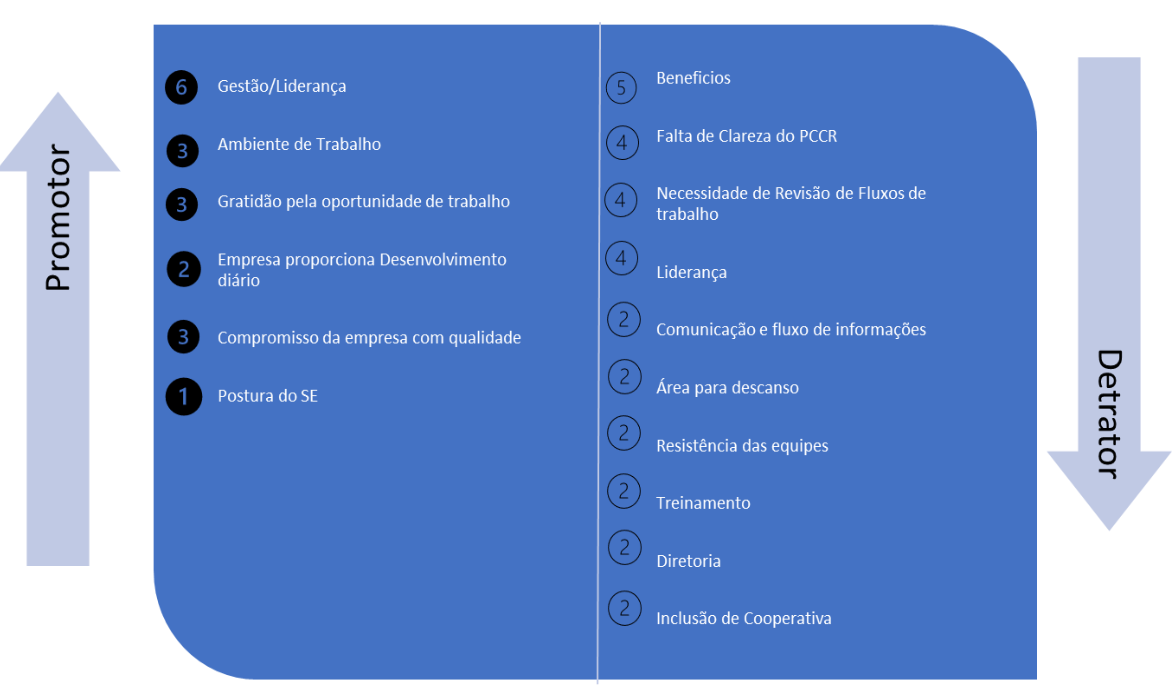 Promotor
6 Gestão/Liderança
3 Ambiente de Trabalho
3 Gratidão pela oportunidade de trabalho
2 Empresa proporciona Desenvolvimento
diário
3 Compromisso da empresa com qualidade
1 Postura do SE
5 Beneficios
4 Falta de Clareza do PCCR
4 Necessidade de Revisão de Fluxos de
trabalho
4 Liderança
2 Comunicação e fluxo de informações
2 Área para descanso
2 Resistência das equipes
2 Treinamento
2 Diretoria
2 Inclusão de Cooperativa
Detrator